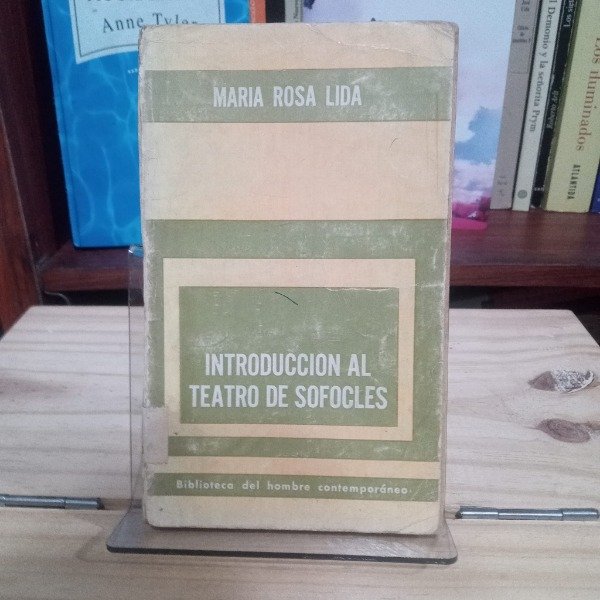 Anne Tyler
MARIA ROSA LIDA
INTRODUCCION AL
TEATRO DE SOFOCLES
Biblioteca del hombre contemporáneo
El Demonio y la señorita Prym
Los iluminados
ATLANTIDA